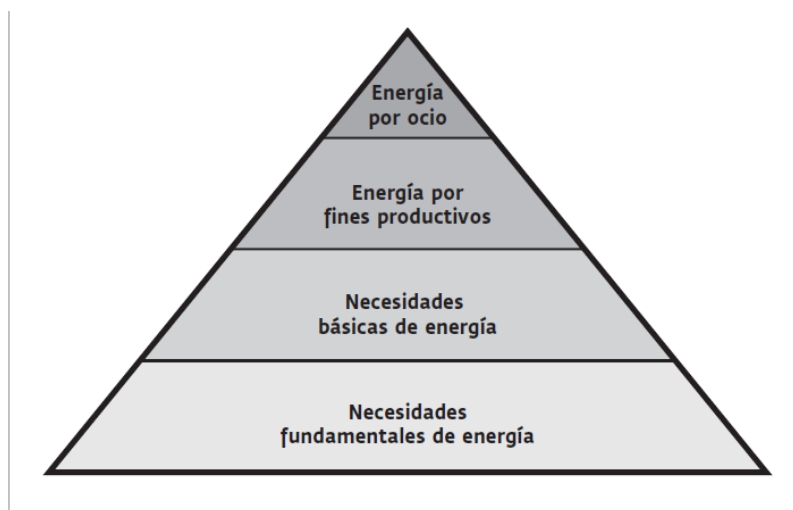 Energía
por ocio
Energía por
fines productivos
Necesidades
básicas de energía
Necesidades
fundamentales de energía